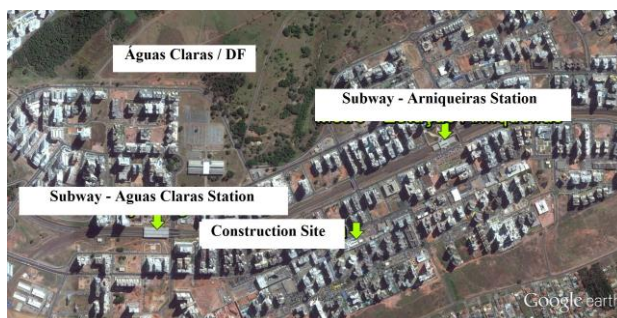 Águas Claras / DF
Subway - Arniqueiras Station
Subway - Aguas Claras Station
Construction Site
Google earth